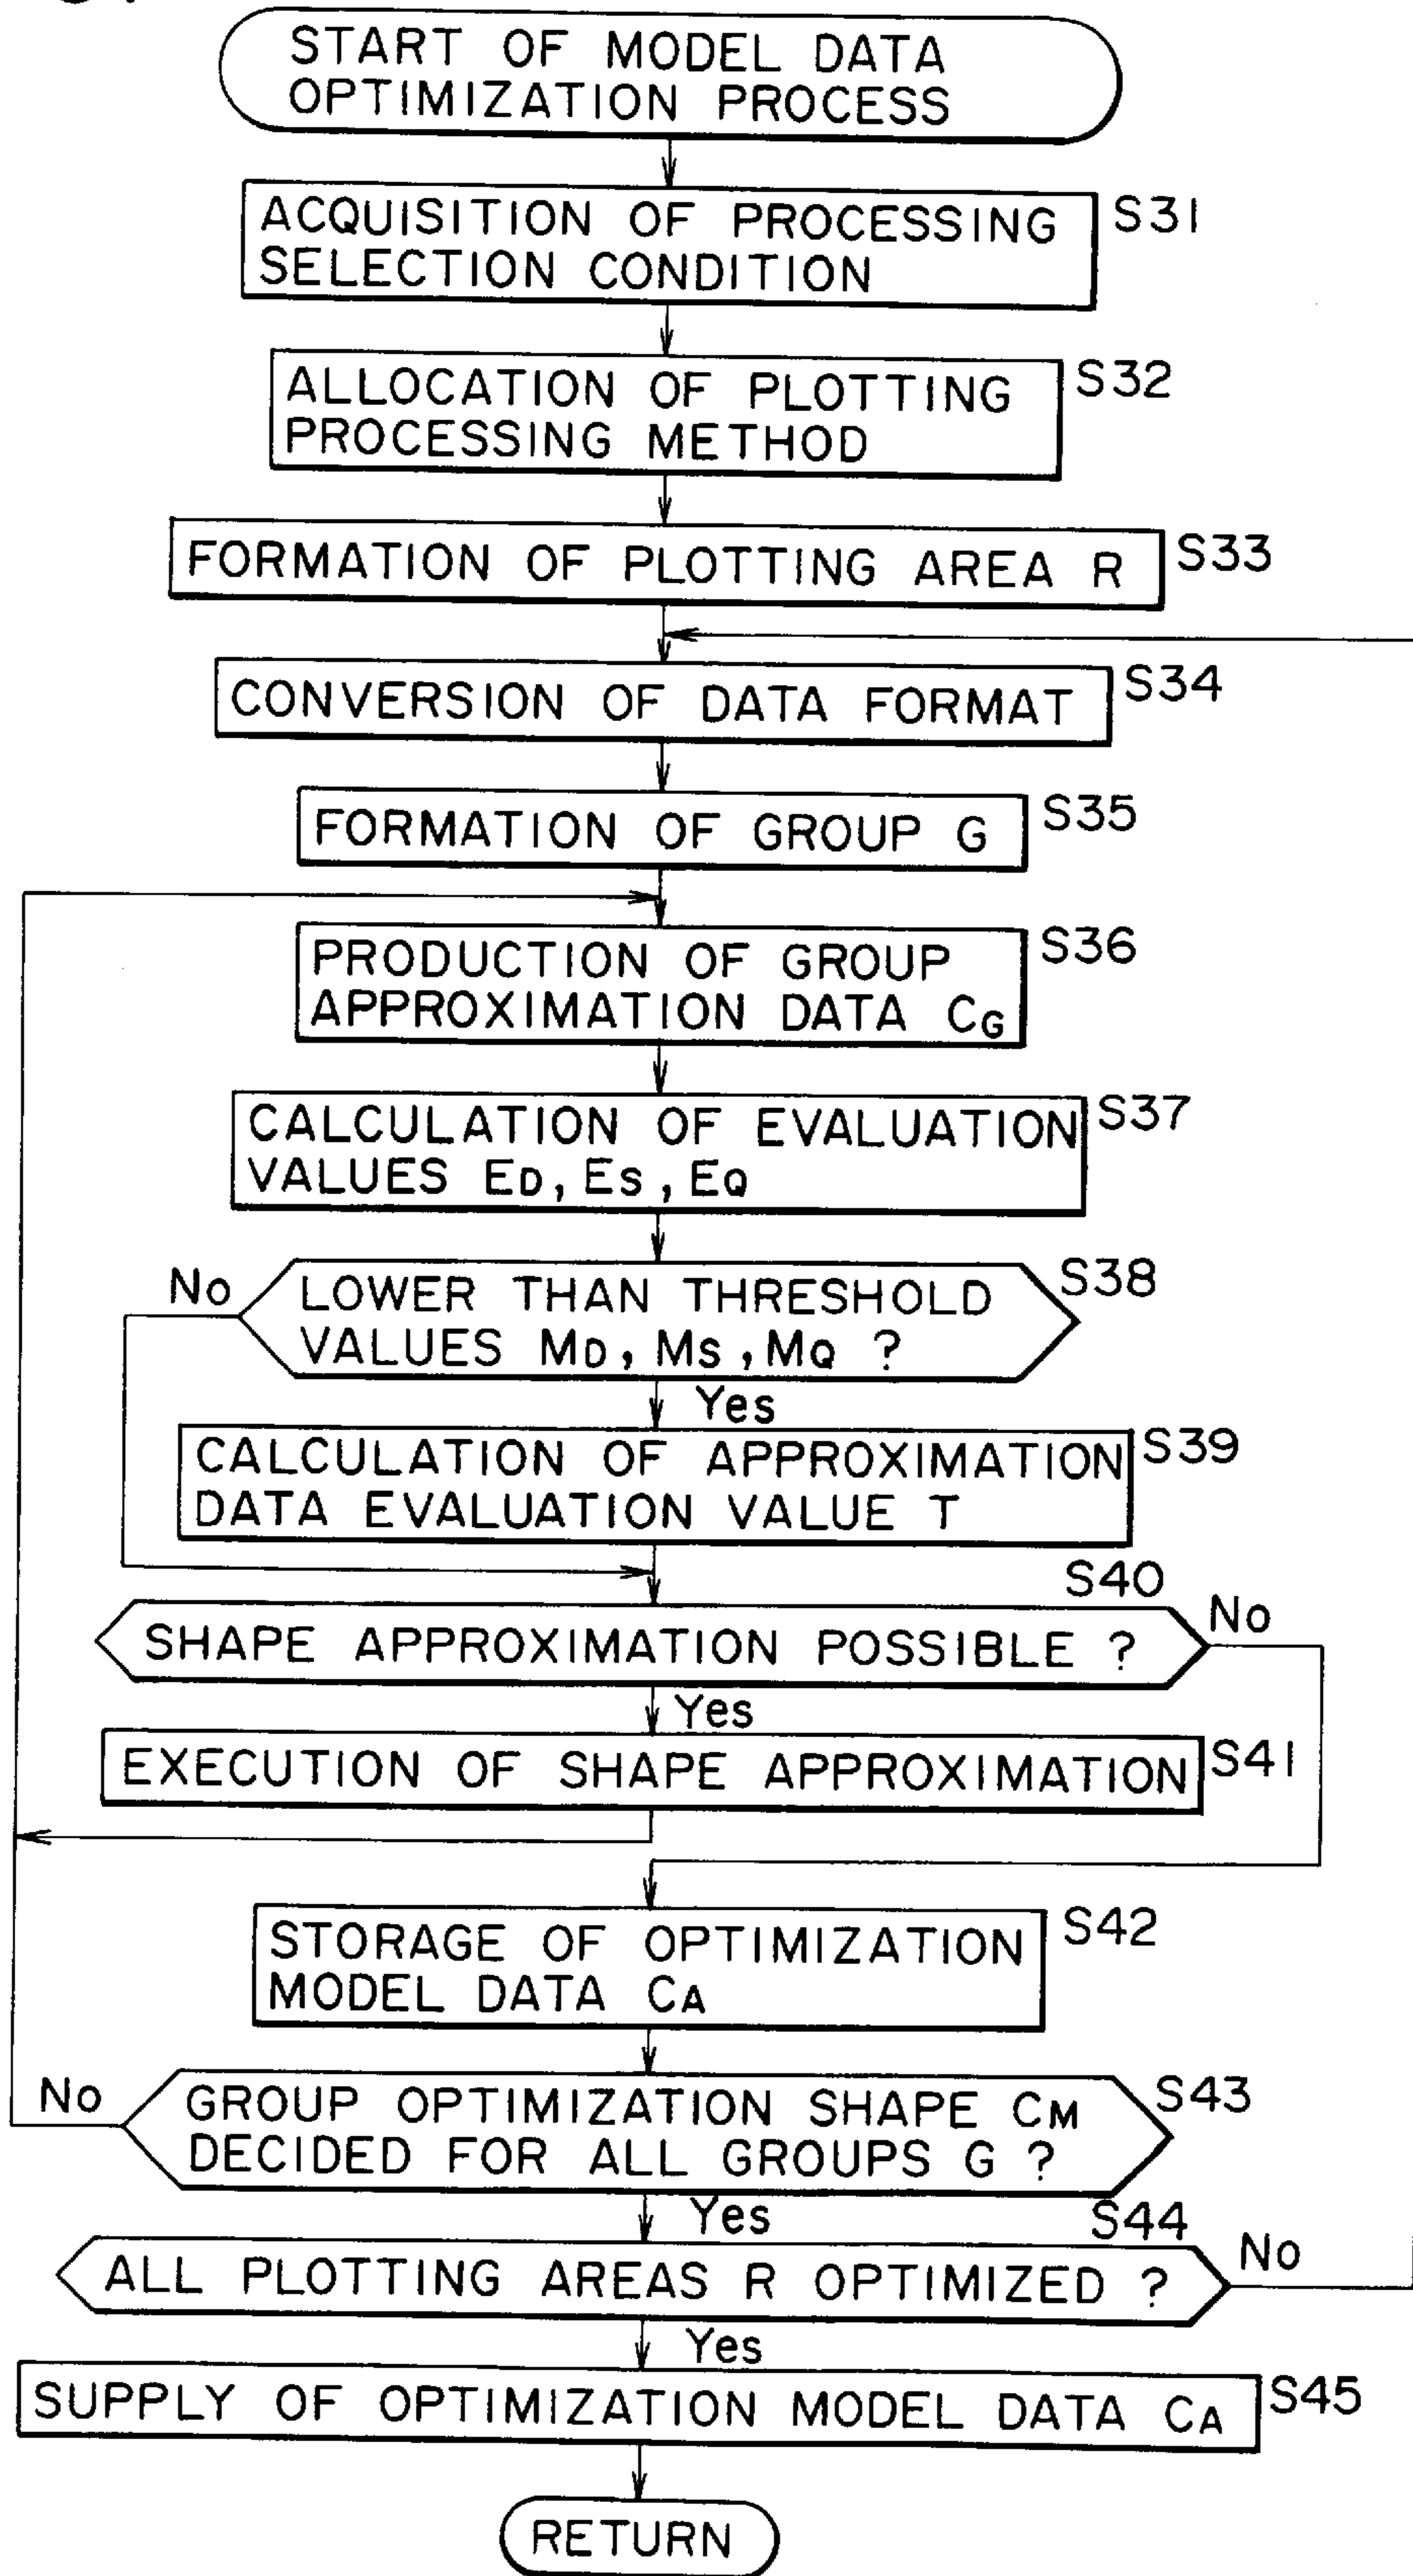 START OF MODEL DATA
OPTIMIZATION PROCESS
ACQUISITION OF PROCESSING
SELECTION CONDITION
S31
ALLOCATION OF PLOTTING
PROCESSING METHOD
S32
FORMATION OF PLOTTING AREA R
S33
CONVERSION OF DATA FORMAT
S34
FORMATION OF GROUP G
S35
PRODUCTION OF GROUP
APPROXIMATION DATA CG
S36
CALCULATION OF EVALUATION
VALUES ED, ES, EQ
S37
No
LOWER THAN THRESHOLD
VALUES MD, MS, MQ ?
S38
Yes
CALCULATION OF APPROXIMATION
DATA EVALUATION VALUE T
S39
S40
SHAPE APPROXIMATION POSSIBLE ?
No
Yes
EXECUTION OF SHAPE APPROXIMATION
S41
STORAGE OF OPTIMIZATION
MODEL DATA CA
S42
No
GROUP OPTIMIZATION SHAPE CM
DECIDED FOR ALL GROUPS G ?
S43
Yes
S44
ALL PLOTTING AREAS R OPTIMIZED ?
No
Yes
SUPPLY OF OPTIMIZATION MODEL DATA CA
S45
RETURN